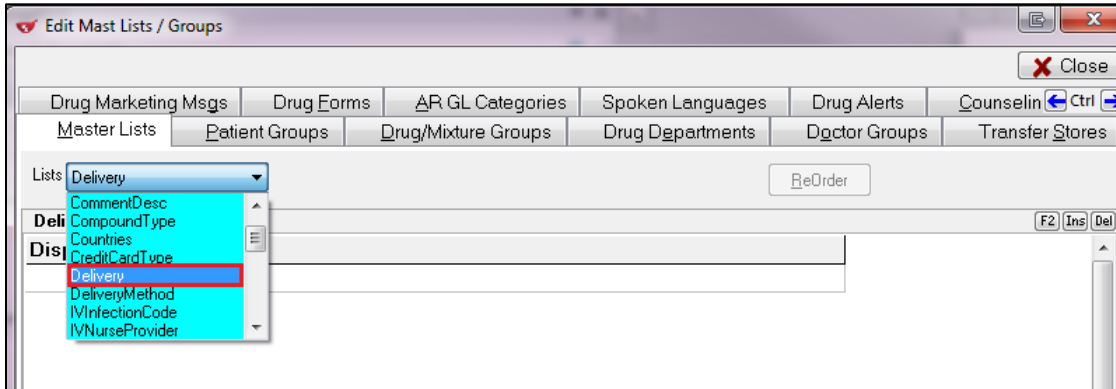 Edit Mast Lists / Groups
Close
Drug Marketing Msgs Drug Forms AR GL Categories Spoken Languages Drug Alerts Counselin Ctrl
Master Lists Patient Groups Drug/Mixture Groups Drug Departments Doctor Groups Transfer Stores
Lists Delivery ReOrder
CommentDesc
Deli CompoundType F2 Ins Del
Countries
Disp CreditCardType
Delivery
DeliveryMethod
IVInfectionCode
IVNurseProvider